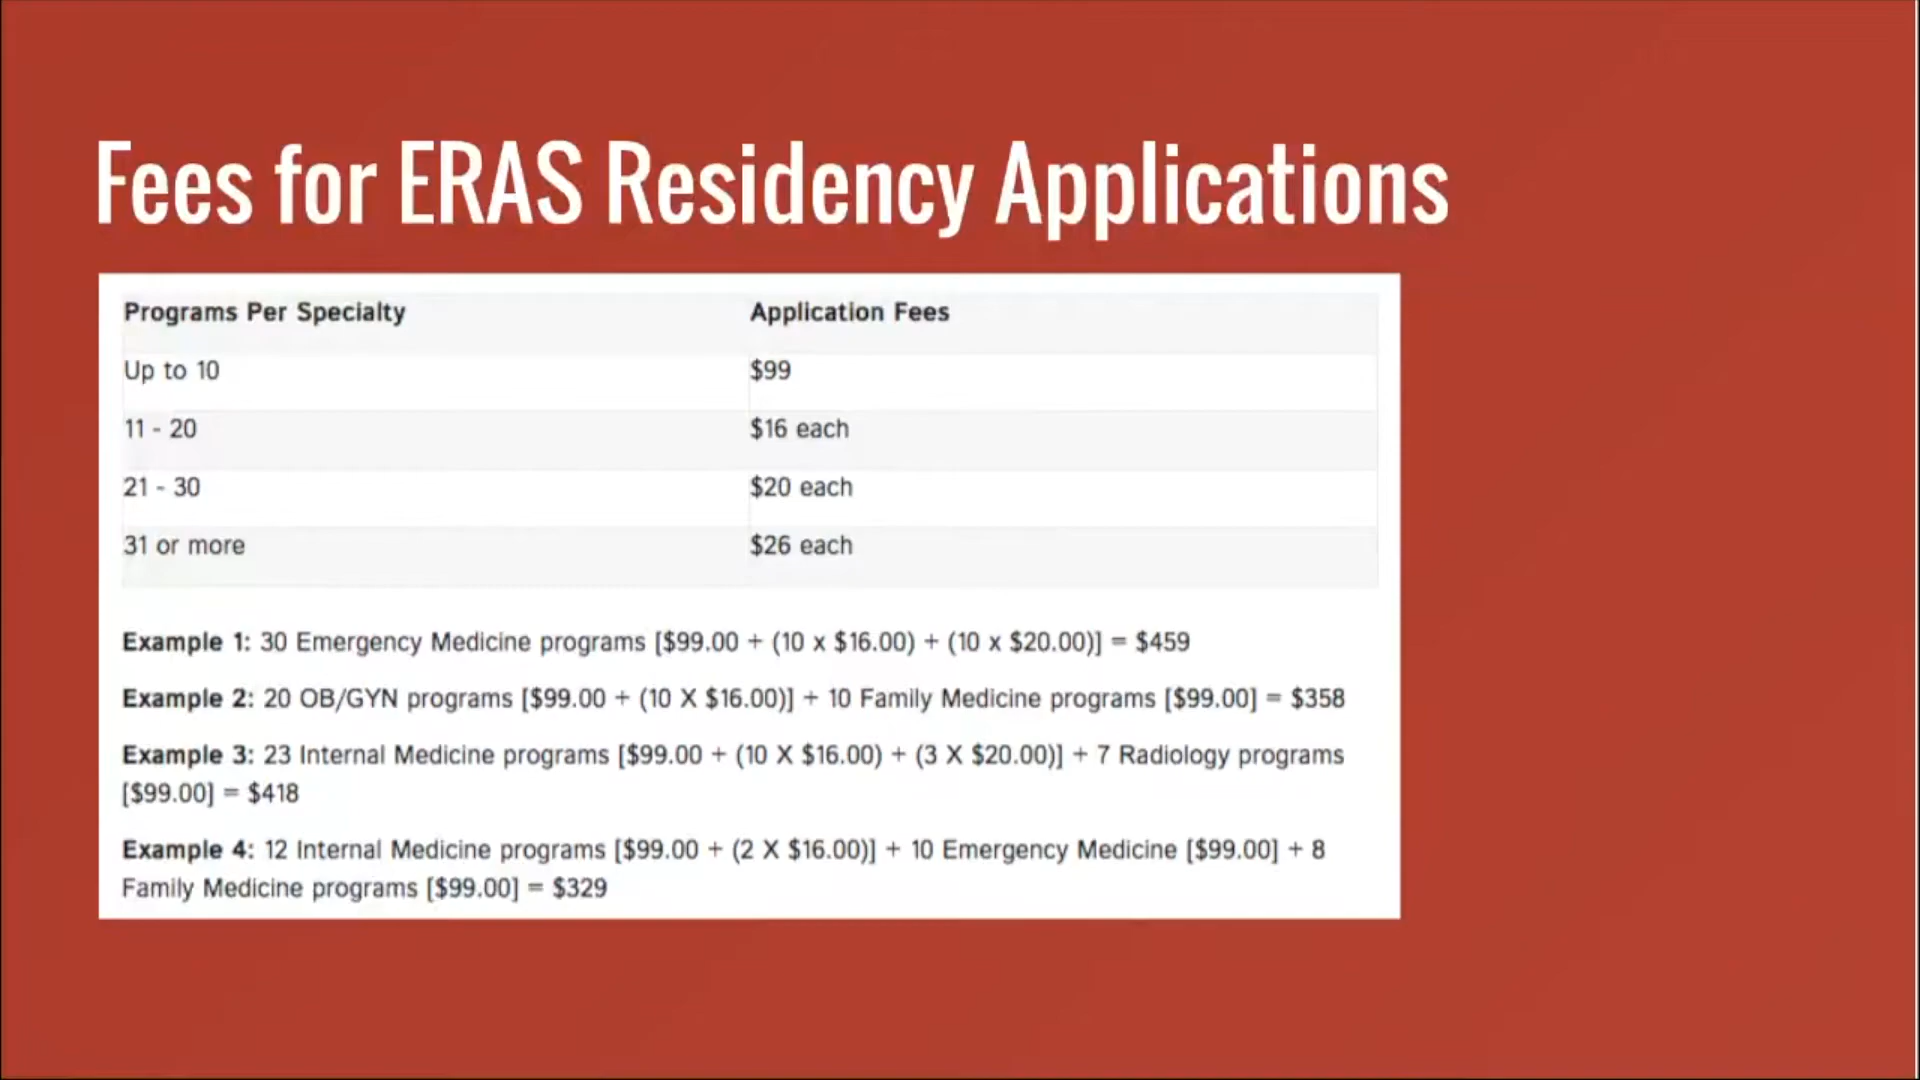 Fees for ERAS Residency Applications
Programs Per Specialty Application Fees
Up to 10 $99
11 - 20 $16 each
21 - 30 $20 each
31 or more $26 each
Example 1: 30 Emergency Medicine programs [$99.00 + (10 x $16.00) + (10 x $20.00)] = $459
Example 2: 20 OB/GYN programs [$99.00 + (10 X $16.00)] + 10 Family Medicine programs [$99.00] = $358
Example 3: 23 Internal Medicine programs [$99.00 + (10 X $16.00) + (3 X $20.00)] + 7 Radiology programs
[$99.00] = $418
Example 4: 12 Internal Medicine programs [$99.00 + (2 X $16.00)] + 10 Emergency Medicine [$99.00] + 8
Family Medicine programs [$99.00] = $329